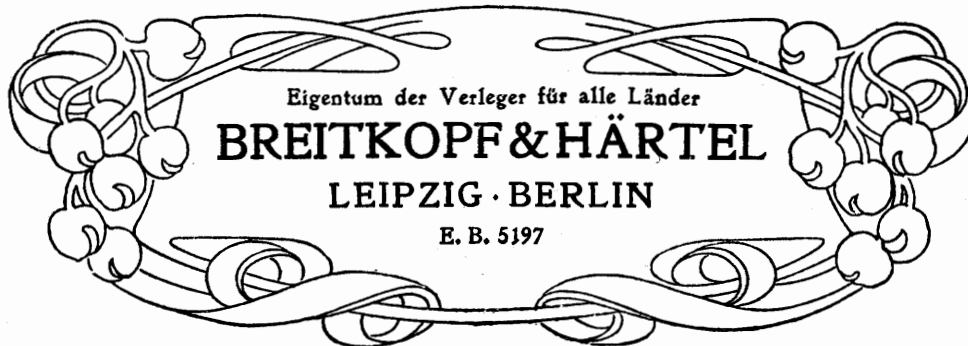 Eigentum der Verleger für alle Länder
BREITKOPF & HÄRTEL
LEIPZIG · BERLIN
E. B. 5197